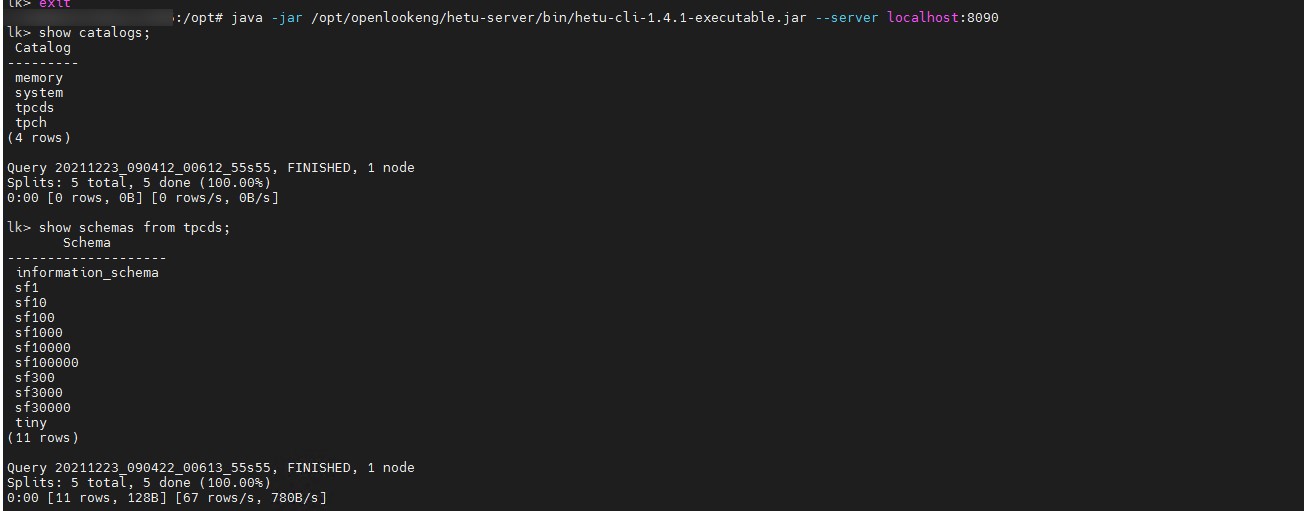 lk> exit
:/opt# java -jar /opt/openlookeng/hetu-server/bin/hetu-cli-1.4.1-executable.jar --server localhost:8090
lk> show catalogs;
Catalog
---------
memory
system
tpcds
tpch
(4 rows)
Query 20211223_090412_00612_55s55, FINISHED, 1 node
Splits: 5 total, 5 done (100.00%)
0:00 [0 rows, 0B] [0 rows/s, 0B/s]
lk> show schemas from tpcds;
Schema
--------------------
information_schema
sf1
sf10
sf100
sf1000
sf10000
sf100000
sf300
sf3000
sf30000
tiny
(11 rows)
Query 20211223_090422_00613_55s55, FINISHED, 1 node
Splits: 5 total, 5 done (100.00%)
0:00 [11 rows, 128B] [67 rows/s, 780B/s]